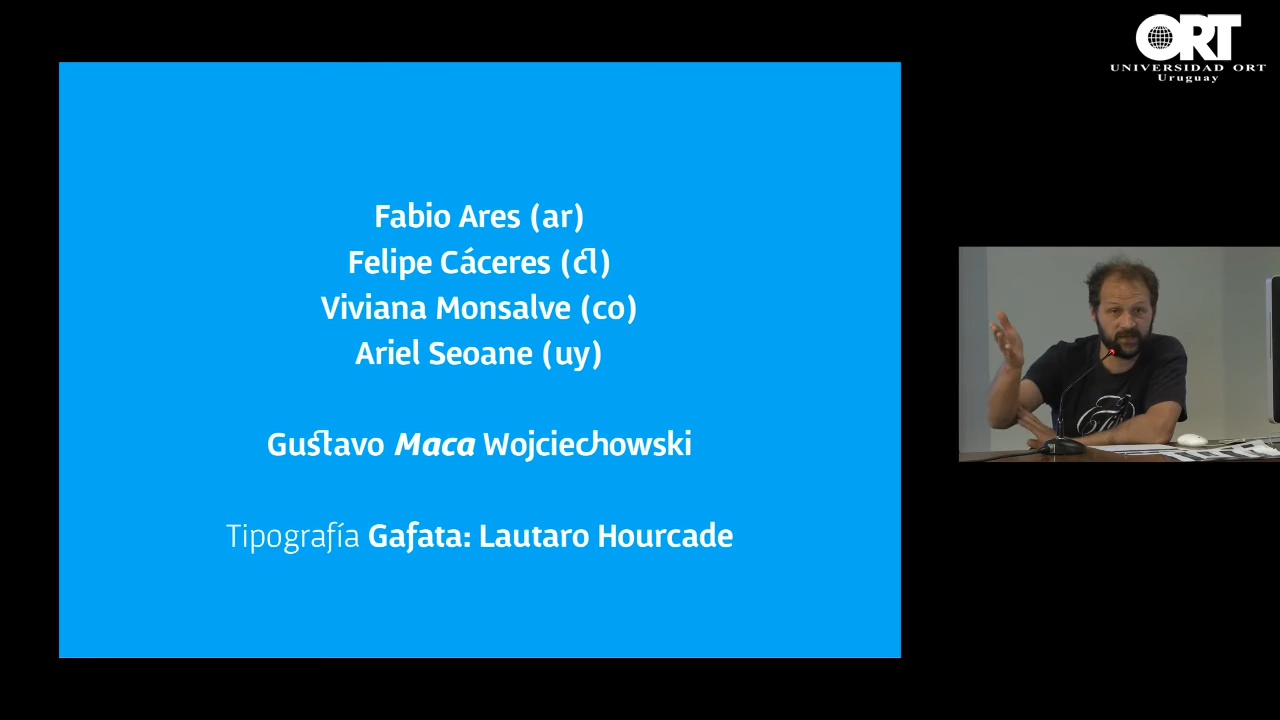 ORT
UNIVERSIDAD ORT
Uruguay
Fabio Ares (ar)
Felipe Cáceres (cl)
Viviana Monsalve (co)
Ariel Seoane (uy)
Gustavo Maca Wojciechowski
Tipografía Gafata: Lautaro Hourcade